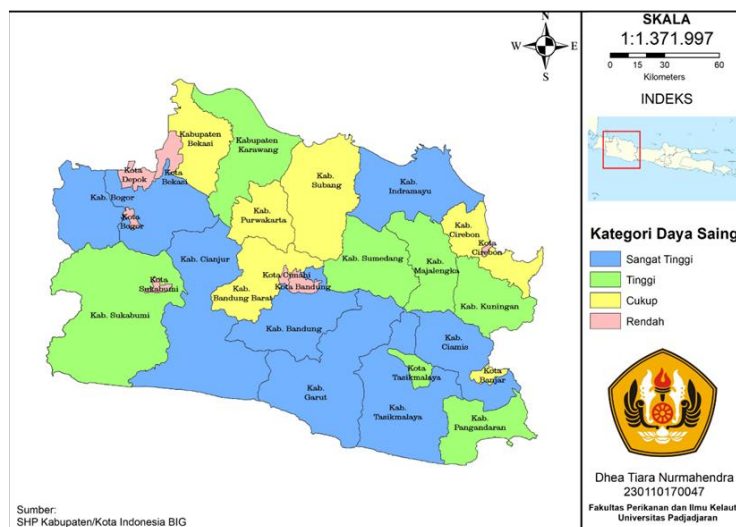 N
W
E
S
Kabupaten
Bekasi
Kabupaten
Karawang
Kota
Depok
Kota
Bekasi
Kab. Bogor
Kota
Bogor
Kab.
Subang
Kab.
Indramayu
Kab.
Purwakarta
Kab.
Cirebon
Kota
Cirebon
Kab. Cianjur
Kota Cimahi
Kota Bandung
Kab.
Bandung Barat
Kab. Sumedang
Kab.
Majalengka
Kab. Kuningan
Kota
Sukabumi
Kab. Sukabumi
Kab. Bandung
Kab.
Ciamis
Kota
Banjar
Kota
Tasikmalaya
Kab.
Garut
Kab.
Tasikmalaya
Kab.
Pangandaran
Sumber:
SHP Kabupaten/Kota Indonesia BIG
SKALA
1:1.371.997
0 15 30 60
Kilometers
INDEKS
Kategori Daya Saing
Sangat Tinggi
Tinggi
Cukup
Rendah
Dhea Tiara Nurmahendra
230110170047
Fakultas Perikanan dan Ilmu Kelaut
Universitas Padjadjaran